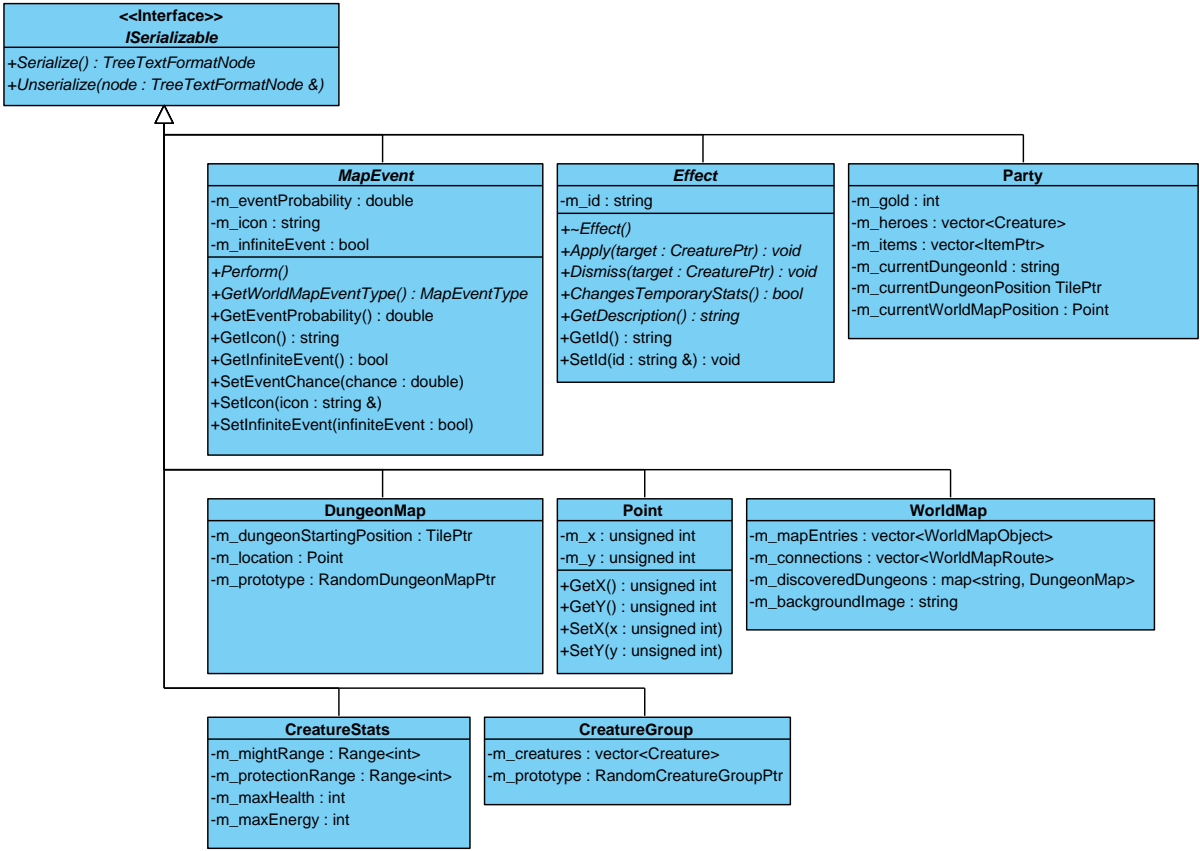 <<Interface>>
ISerializable
+Serialize() : TreeTextFormatNode
+Unserialize(node : TreeTextFormatNode &)
MapEvent
-m_eventProbability : double
-m_icon : string
-m_infiniteEvent : bool
+Perform()
+GetWorldMapEventType() : MapEventType
+GetEventProbability() : double
+GetIcon() : string
+GetInfiniteEvent() : bool
+SetEventChance(chance : double)
+SetIcon(icon : string &)
+SetInfiniteEvent(infiniteEvent : bool)
Effect
-m_id : string
+~Effect()
+Apply(target : CreaturePtr) : void
+Dismiss(target : CreaturePtr) : void
+ChangesTemporaryStats() : bool
+GetDescription() : string
+GetId() : string
+SetId(id : string &) : void
Party
-m_gold : int
-m_heroes : vector<Creature>
-m_items : vector<ItemPtr>
-m_currentDungeonId : string
-m_currentDungeonPosition TilePtr
-m_currentWorldMapPosition : Point
DungeonMap
-m_dungeonStartingPosition : TilePtr
-m_location : Point
-m_prototype : RandomDungeonMapPtr
Point
-m_x : unsigned int
-m_y : unsigned int
+GetX() : unsigned int
+GetY() : unsigned int
+SetX(x : unsigned int)
+SetY(y : unsigned int)
WorldMap
-m_mapEntries : vector<WorldMapObject>
-m_connections : vector<WorldMapRoute>
-m_discoveredDungeons : map<string, DungeonMap>
-m_backgroundImage : string
CreatureStats
-m_mightRange : Range<int>
-m_protectionRange : Range<int>
-m_maxHealth : int
-m_maxEnergy : int
CreatureGroup
-m_creatures : vector<Creature>
-m_prototype : RandomCreatureGroupPtr